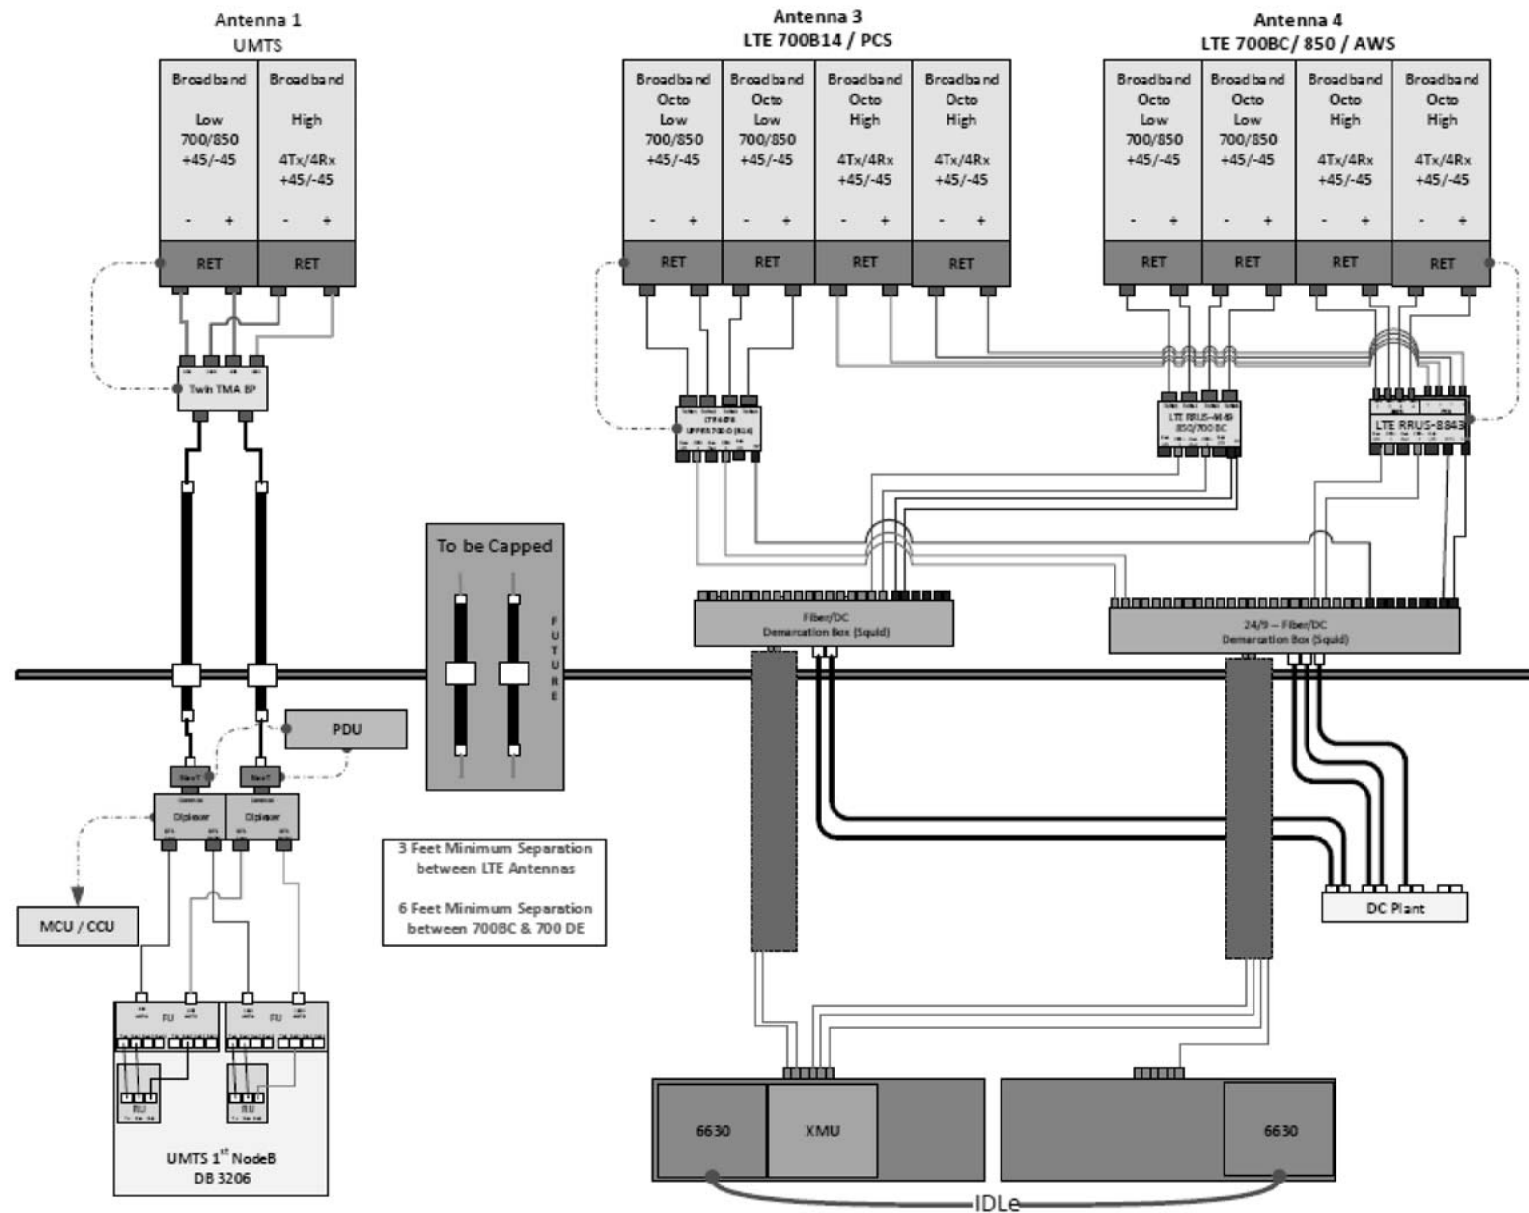 Antenna 1
UMTS
Antenna 3
LTE 700B14 / PCS
Antenna 4
LTE 700BC/ 850 / AWS
Broadband
Low
700/850
+45/-45
- +
Broadband
High
4Tx/4Rx
+45/-45
- +
Broadband
Octo
Low
700/850
+45/-45
- +
Broadband
Octo
Low
700/850
+45/-45
- +
Broadband
Octo
High
4Tx/4Rx
+45/-45
- +
Broadband
Octo
High
4Tx/4Rx
+45/-45
- +
Broadband
Octo
Low
700/850
+45/-45
- +
Broadband
Octo
Low
700/850
+45/-45
- +
Broadband
Octo
High
4Tx/4Rx
+45/-45
- +
Broadband
Octo
High
4Tx/4Rx
+45/-45
- +
RET
RET
RET
RET
RET
RET
RET
RET
RET
RET
Twin TMA BP
LTE RRUS-4449
850/700 BC
LTE RRUS-8843
To be Capped
FUTURE
Fiber/DC
Demarcation Box (Squid)
24/9 – Fiber/DC
Demarcation Box (Squid)
PDU
Diplexer
Diplexer
MCU / CCU
3 Feet Minimum Separation
between LTE Antennas
6 Feet Minimum Separation
between 700BC & 700 DE
DC Plant
FU
FU
RU
RU
UMTS 1st NodeB
DB 3206
6630
XMU
6630
IDLe